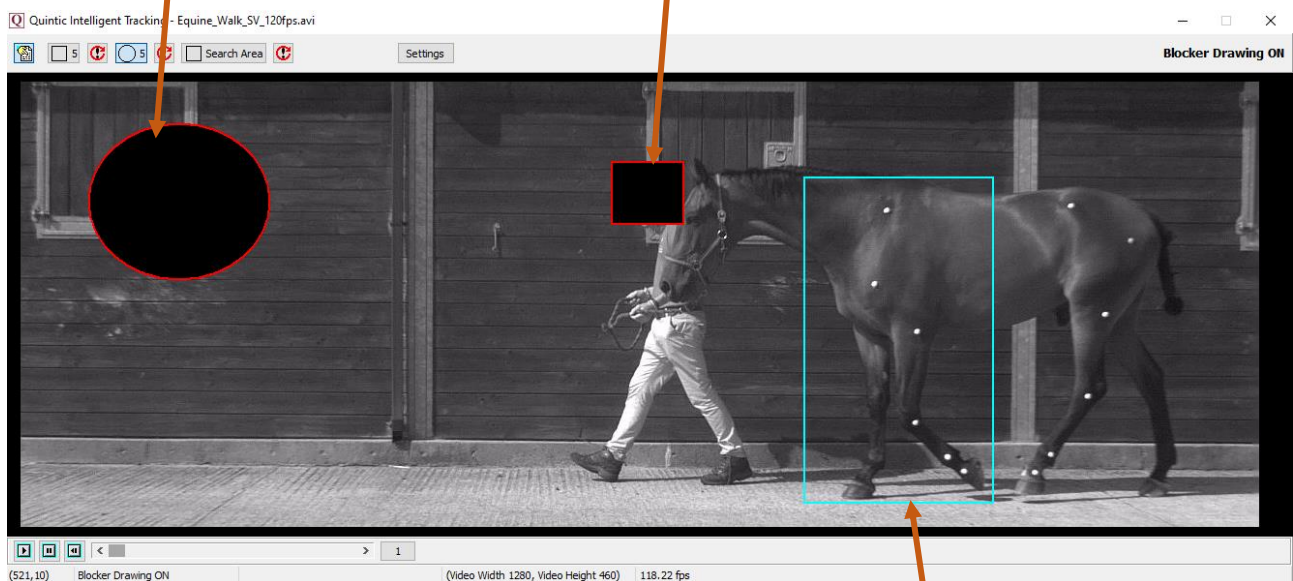 Quintic Intelligent Tracking - Equine_Walk_SV_120fps.avi
5 5 Search Area Settings Blocker Drawing ON
1
(521,10) Blocker Drawing ON (Video Width 1280, Video Height 460) 118.22 fps